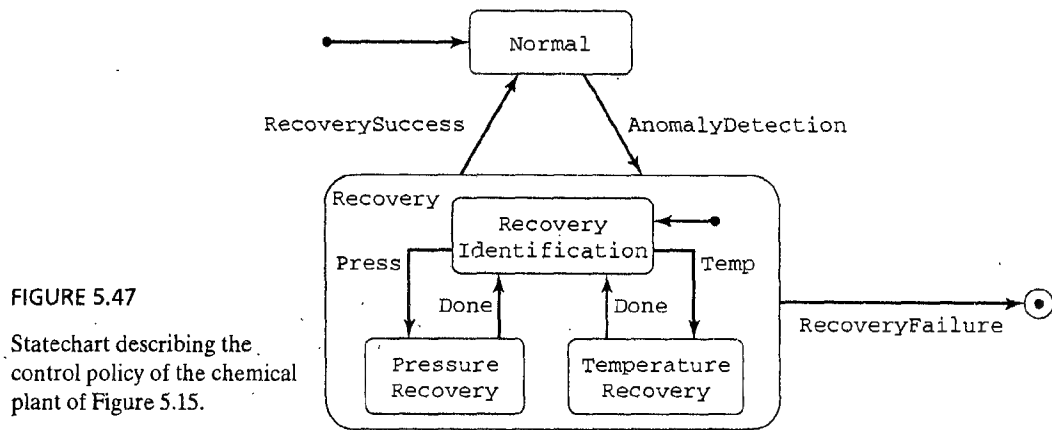 Normal
RecoverySuccess
AnomalyDetection
Recovery
Recovery
Identification
Press
Temp
Done
Done
Pressure
Recovery
Temperature
Recovery
RecoveryFailure
FIGURE 5.47
Statechart describing the
control policy of the chemical
plant of Figure 5.15.